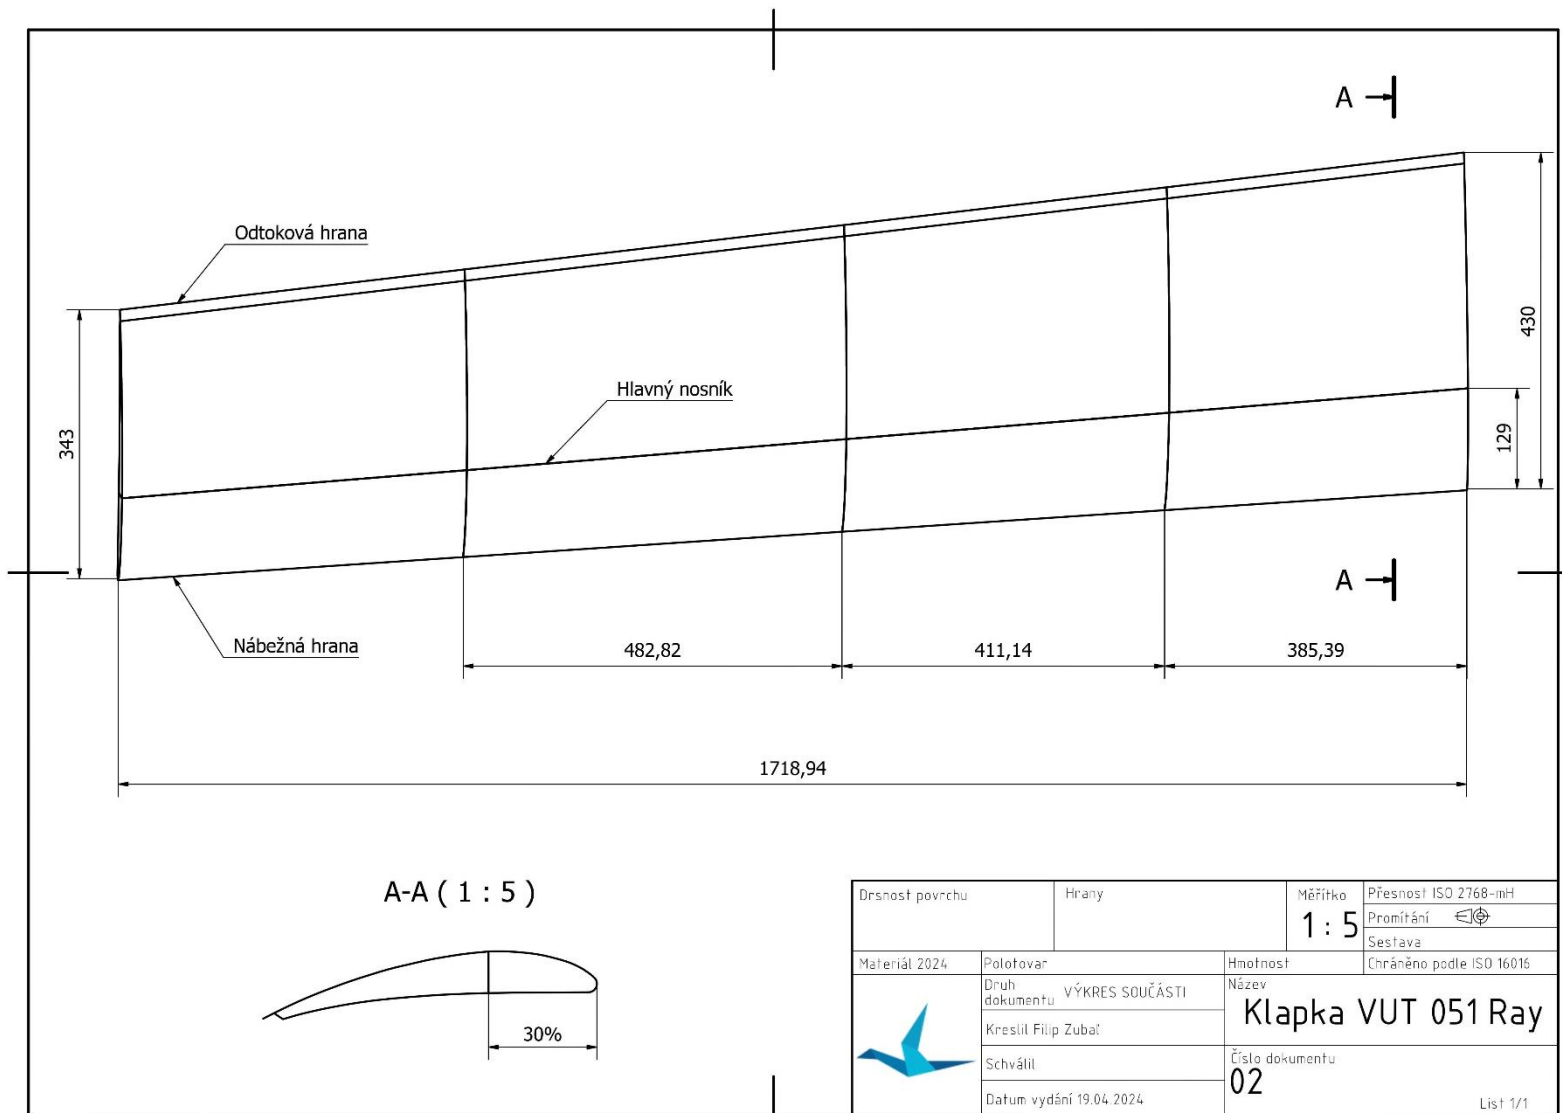 A
Odtoková hrana
Hlavný nosník
343
430
129
A
Nábežná hrana
482,82
411,14
385,39
1718,94
A-A ( 1 : 5 )
30%
Drsnost povrchu
Hrany
Měřítko
1 : 5
Přesnost ISO 2768-mH
Promítání
Sestava
Materiál 2024
Polotovar
Hmotnost
Chráněno podle ISO 16016
Druh dokumentu
VÝKRES SOUČÁSTI
Název
Klapka VUT 051 Ray
Kreslil Filip Zubaľ
Schválil
Číslo dokumentu
02
Datum vydání 19.04.2024
List 1/1